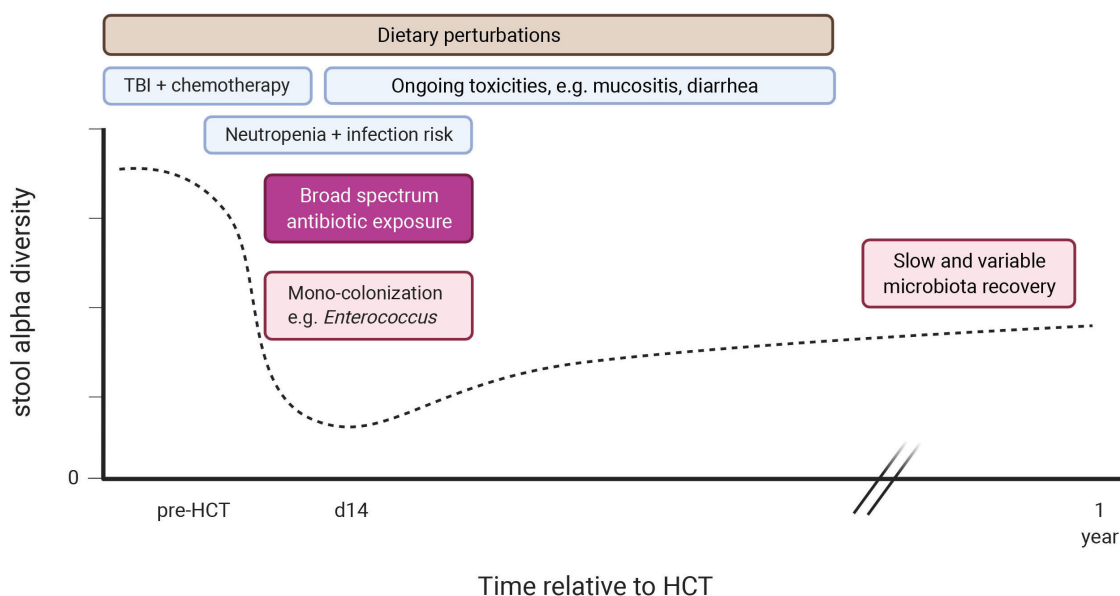 Dietary perturbations
TBI + chemotherapy
Ongoing toxicities, e.g. mucositis, diarrhea
Neutropenia + infection risk
Broad spectrum
antibiotic exposure
Mono-colonization
e.g. Enterococcus
Slow and variable
microbiota recovery
stool alpha diversity
0
pre-HCT
d14
1
year
Time relative to HCT